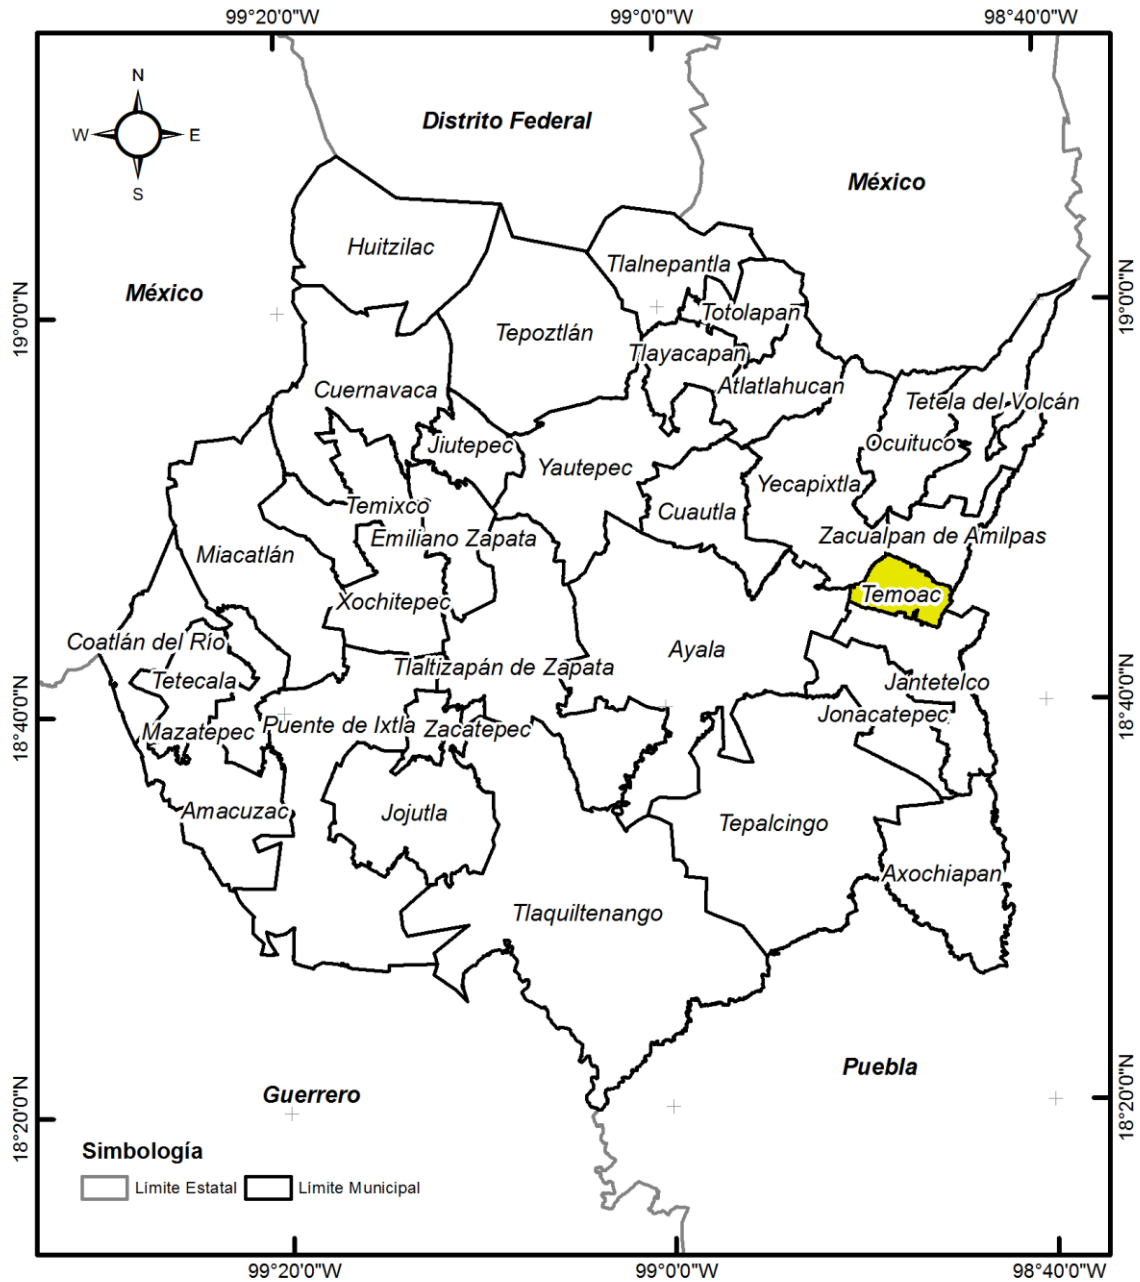 99°20'0"W
99°0'0"W
98°40'0"W
N
W
E
S
Distrito Federal
México
Huitzilac
Tlalnepantla
México
19°0'0"N
19°0'0"N
Totolapan
Tepoztlán
Tlayacapan
Cuernavaca
Atlatlahucan
Tetela del Volcán
Jiutepec
Ocuituco
Yautepec
Yecapixtla
Temixco
Cuautla
Emiliano Zapata
Zacualpan de Amilpas
Miacatlán
Temoac
Xochitepec
Coatlán del Río
Ayala
Tlaltizapán de Zapata
Tetecala
Jantetelco
18°40'0"N
18°40'0"N
Jonacatepec
Puente de Ixtla
Zacatepec
Mazatepec
Amacuzac
Jojutla
Tepalcingo
Axochiapan
Tlaquiltenango
Puebla
Guerrero
18°20'0"N
18°20'0"N
Simbología
Límite Estatal
Límite Municipal
99°20'0"W
99°0'0"W
98°40'0"W